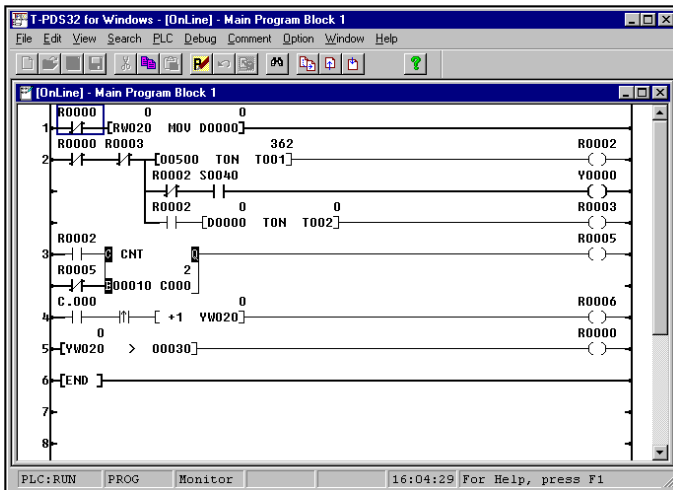 T-PDS32 for Windows - [OnLine] - Main Program Block 1
File Edit View Search PLC Debug Comment Option Window Help
[OnLine] - Main Program Block 1
R0000 0 0
1 [RW020 MOV D0000]
R0000 R0003 362 R0002
2 [00500 TON T001] ( )
R0002 S0040 Y0000
( )
R0002 0 0 R0003
[D0000 TON T002] ( )
R0002 R0005
3 C CNT Q ( )
R0005 2
E 00010 C000
C.000 0 R0006
4 [ +1 YW020] ( )
0 R0000
5 [YW020 > 00030] ( )
6 [END ]
7
8
PLC:RUN PROG Monitor 16:04:29 For Help, press F1